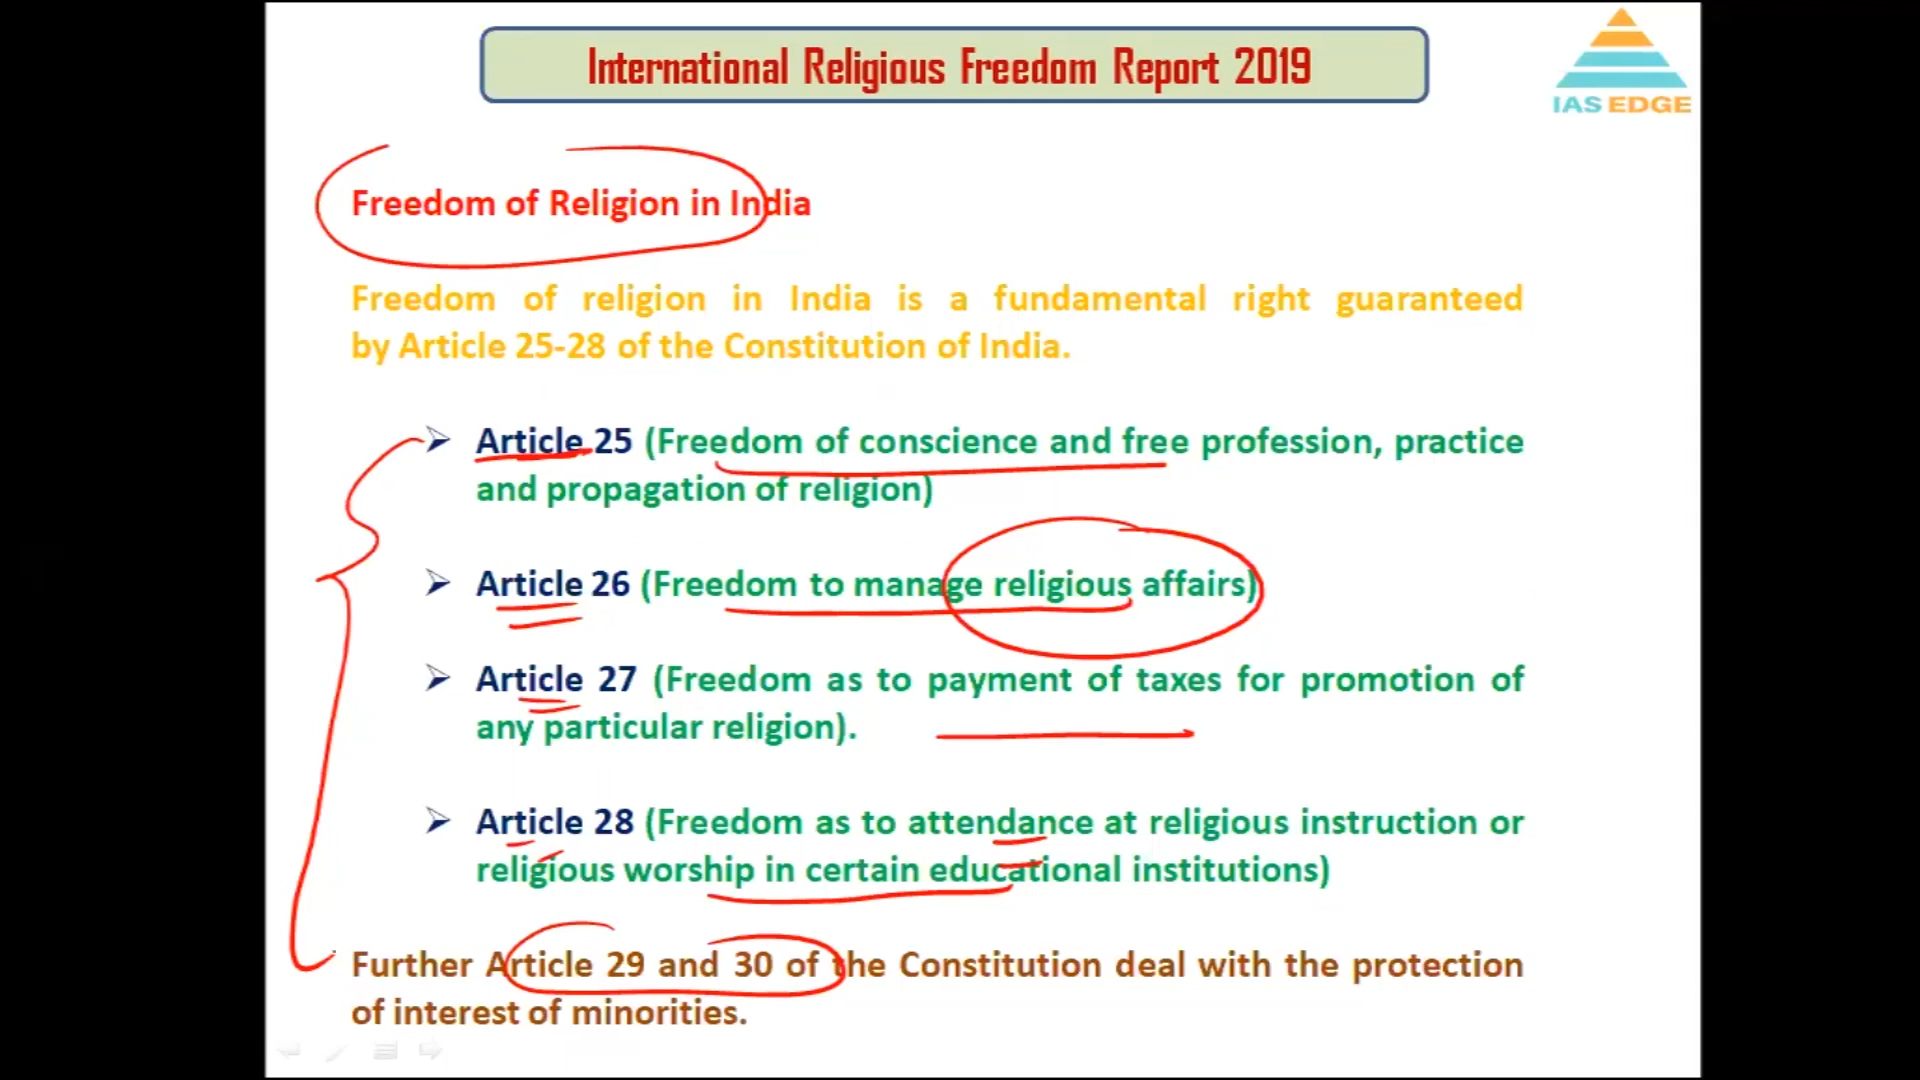 International Religious Freedom Report 2019
IAS EDGE
Freedom of Religion in India
Freedom of religion in India is a fundamental right guaranteed
by Article 25-28 of the Constitution of India.
Article 25 (Freedom of conscience and free profession, practice
and propagation of religion)
Article 26 (Freedom to manage religious affairs)
Article 27 (Freedom as to payment of taxes for promotion of
any particular religion).
Article 28 (Freedom as to attendance at religious instruction or
religious worship in certain educational institutions)
Further Article 29 and 30 of the Constitution deal with the protection
of interest of minorities.